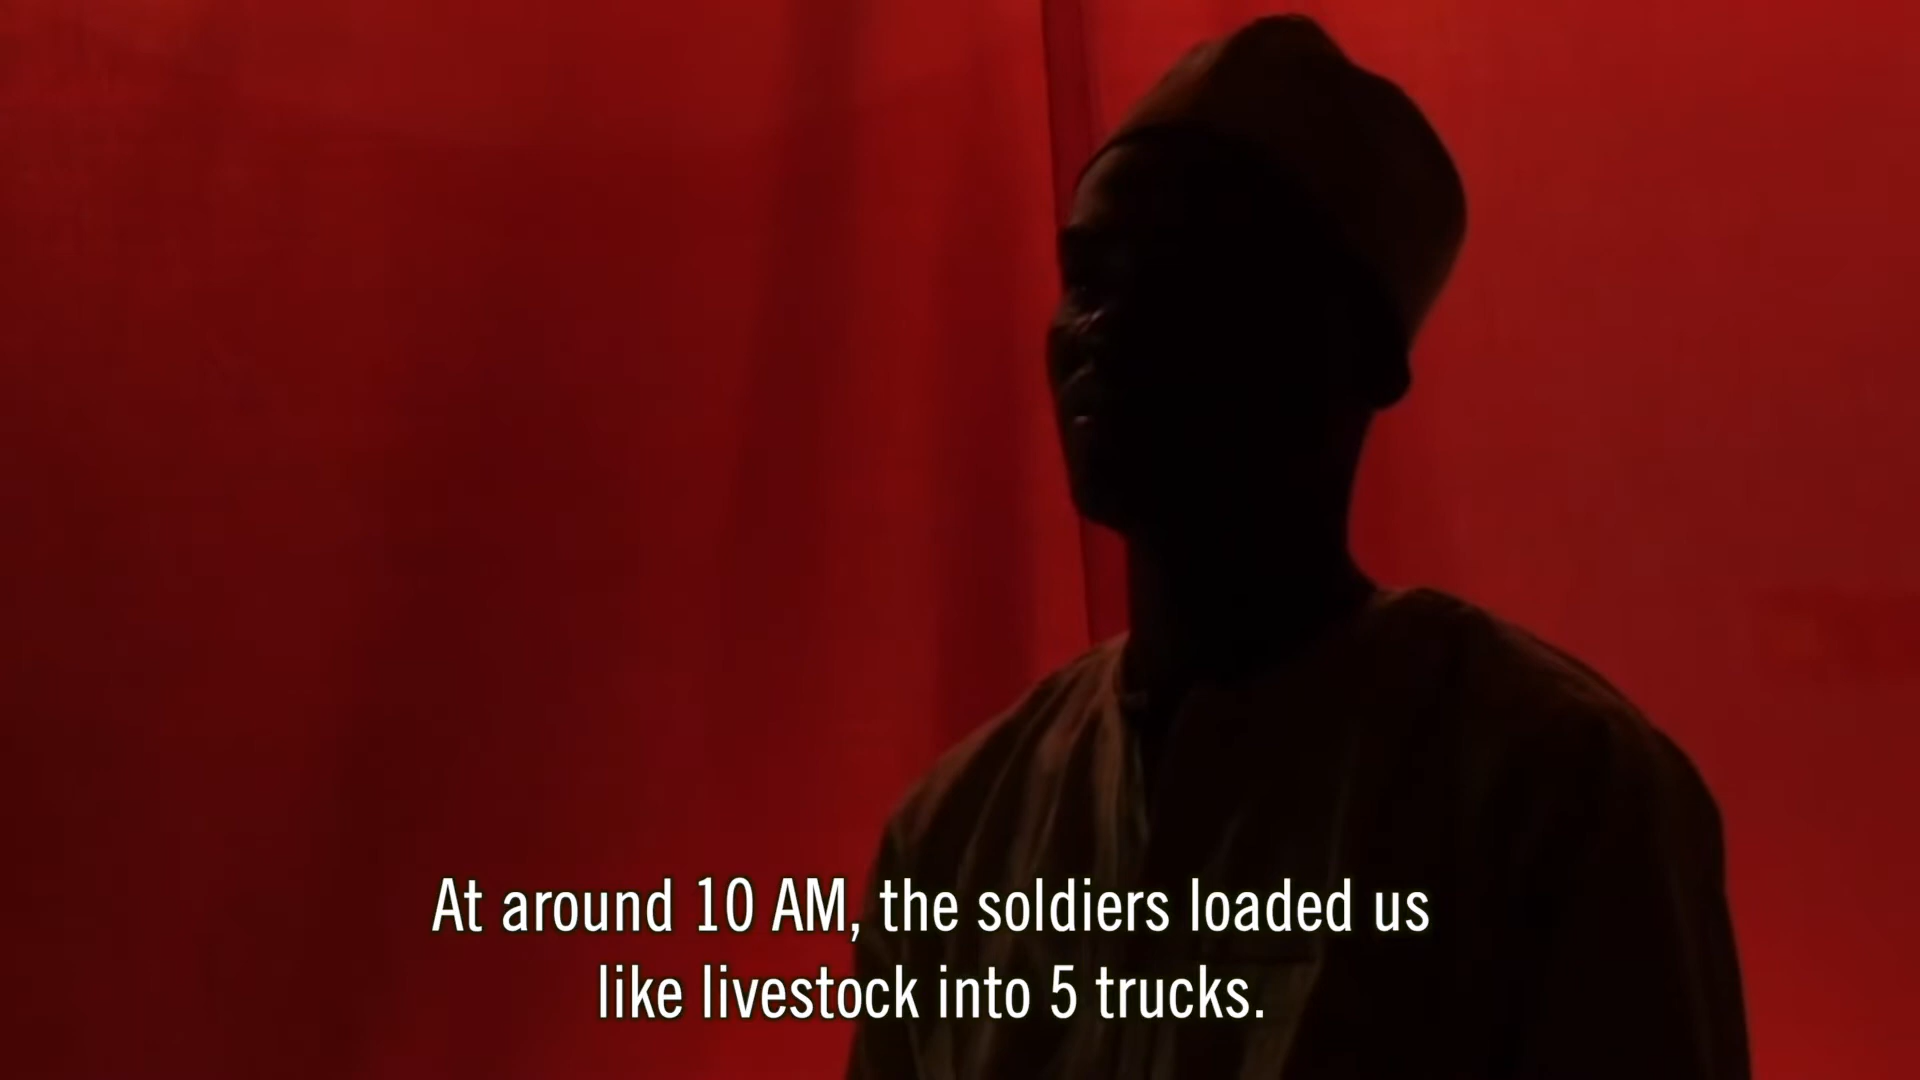 At around 10 AM, the soldiers loaded us
like livestock into 5 trucks.